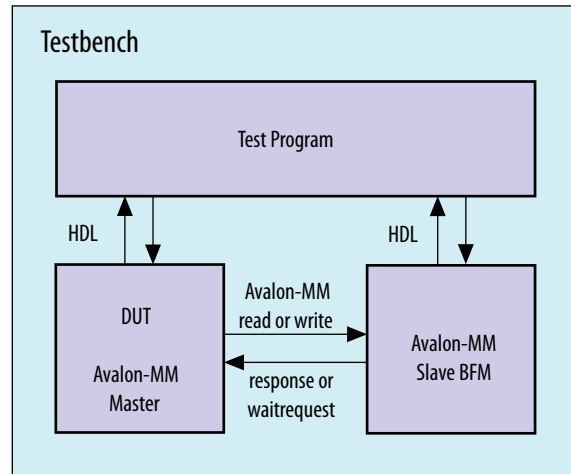 Testbench
Test Program
HDL
HDL
DUT
Avalon-MM
Master
Avalon-MM
read or write
response or
waitrequest
Avalon-MM
Slave BFM